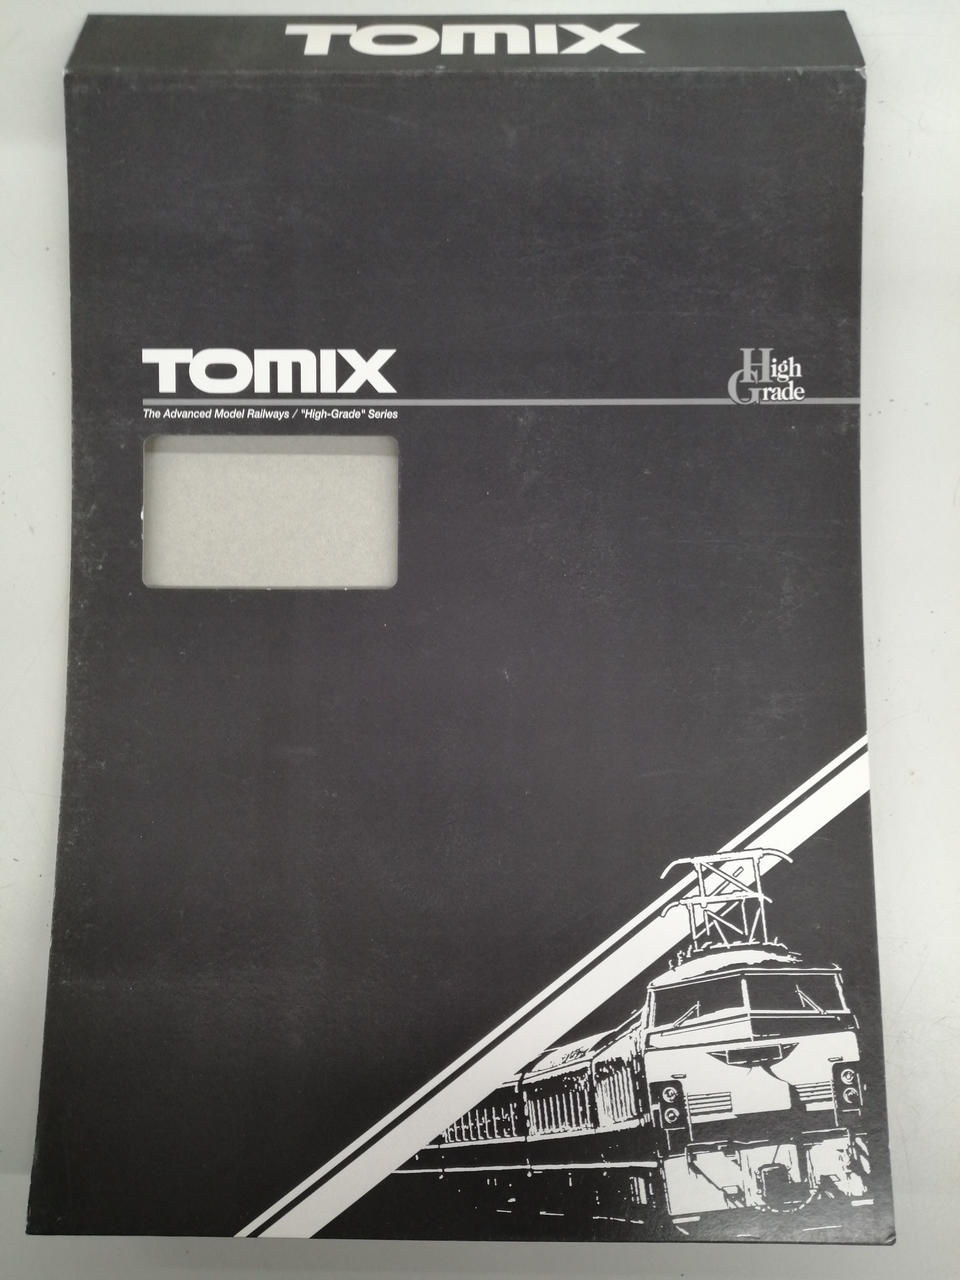 TOMIX
TOMIX
High
Grade
The Advanced Model Railways / "High-Grade" Series